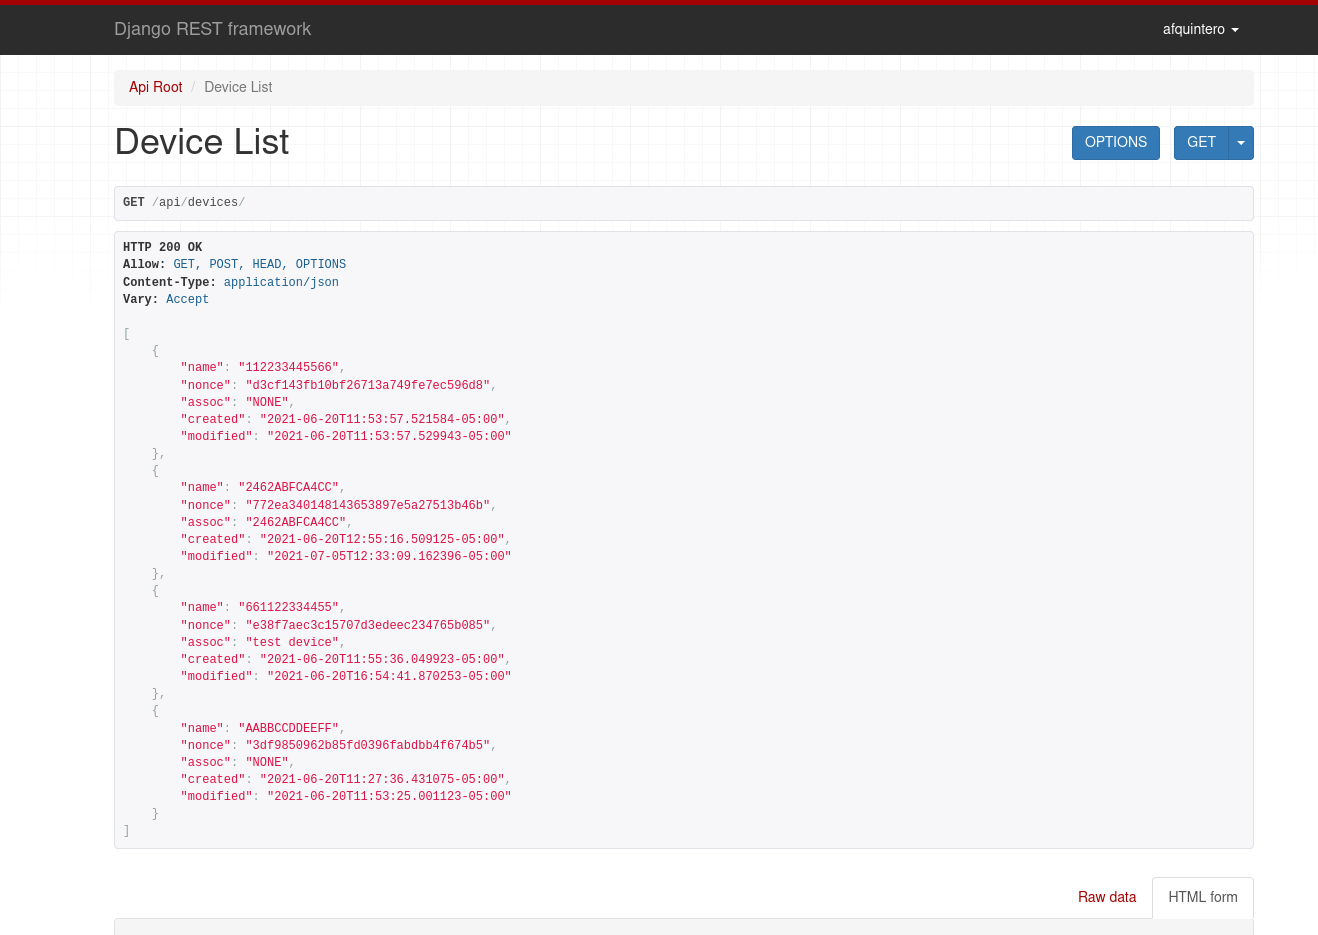 Django REST framework
afquintero
Api Root / Device List
Device List
OPTIONS
GET
GET /api/devices/
HTTP 200 OK
Allow: GET, POST, HEAD, OPTIONS
Content-Type: application/json
Vary: Accept
[
    {
        "name": "112233445566",
        "nonce": "d3cf143fb10bf26713a749fe7ec596d8",
        "assoc": "NONE",
        "created": "2021-06-20T11:53:57.521584-05:00",
        "modified": "2021-06-20T11:53:57.529943-05:00"
    },
    {
        "name": "2462ABFCA4CC",
        "nonce": "772ea340148143653897e5a27513b46b",
        "assoc": "2462ABFCA4CC",
        "created": "2021-06-20T12:55:16.509125-05:00",
        "modified": "2021-07-05T12:33:09.162396-05:00"
    },
    {
        "name": "661122334455",
        "nonce": "e38f7aec3c15707d3edeec234765b085",
        "assoc": "test device",
        "created": "2021-06-20T11:55:36.049923-05:00",
        "modified": "2021-06-20T16:54:41.870253-05:00"
    },
    {
        "name": "AABBCCDDEEFF",
        "nonce": "3df9850962b85fd0396fabdbb4f674b5",
        "assoc": "NONE",
        "created": "2021-06-20T11:27:36.431075-05:00",
        "modified": "2021-06-20T11:53:25.001123-05:00"
    }
]
Raw data
HTML form